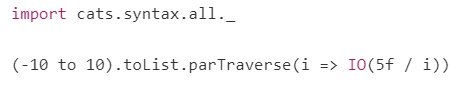 import cats.syntax.all._
(-10 to 10).toList.parTraverse(i => IO(5f / i))